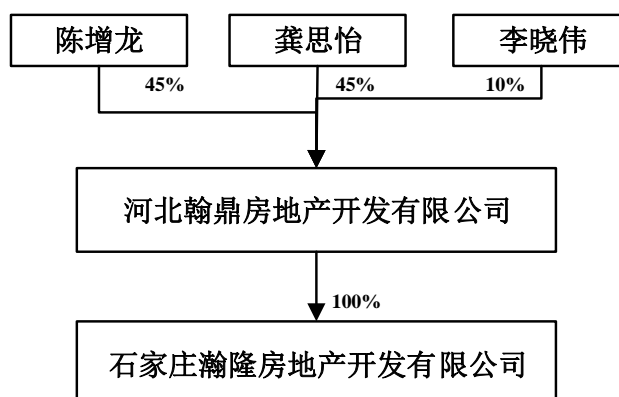 陈增龙 龚思怡 李晓伟
45% 45% 10%
河北翰鼎房地产开发有限公司
100%
石家庄瀚隆房地产开发有限公司